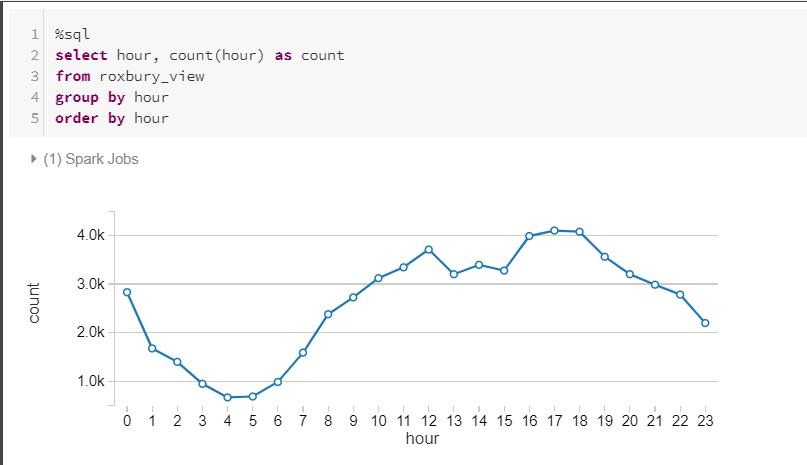 1 %sql
2 select hour, count(hour) as count
3 from roxbury_view
4 group by hour
5 order by hour
(1) Spark Jobs
4.0k
3.0k
2.0k
1.0k
count
0 1 2 3 4 5 6 7 8 9 10 11 12 13 14 15 16 17 18 19 20 21 22 23
hour